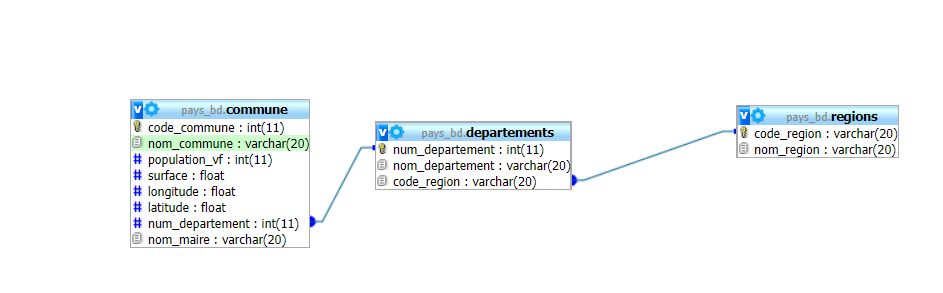 pays_bd.commune
code_commune : int(11)
nom_commune : varchar(20)
population_vf : int(11)
surface : float
longitude : float
latitude : float
num_departement : int(11)
nom_maire : varchar(20)
pays_bd.departements
num_departement : int(11)
nom_departement : varchar(20)
code_region : varchar(20)
pays_bd.regions
code_region : varchar(20)
nom_region : varchar(20)